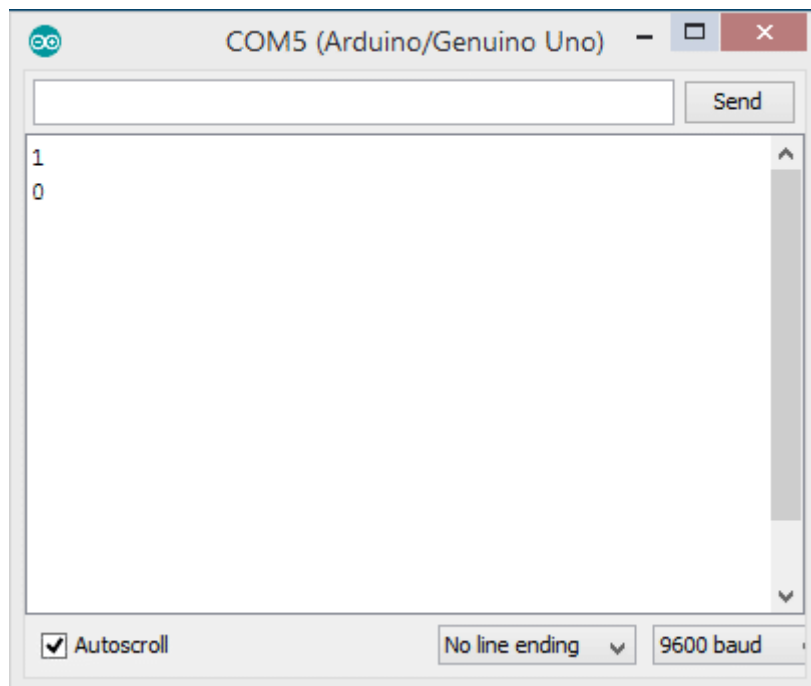 COM5 (Arduino/Genuino Uno)
Send
1
0
Autoscroll
No line ending
9600 baud